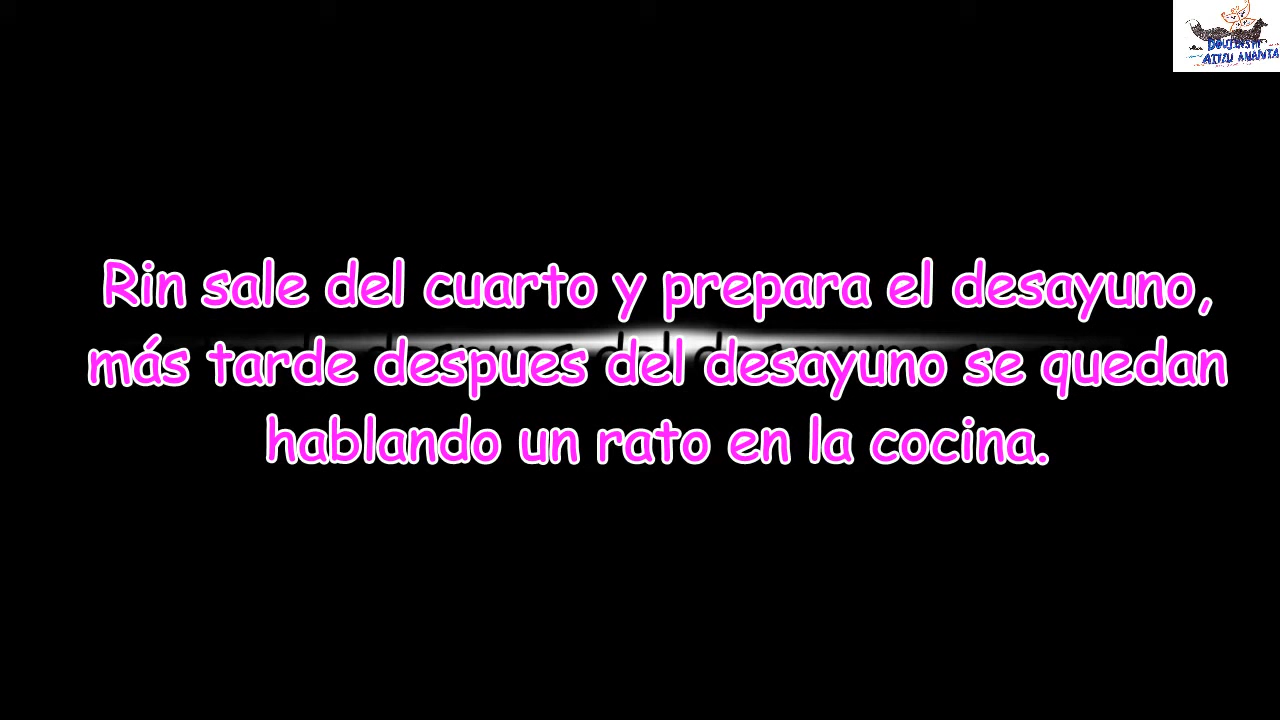 Rin sale del cuarto y prepara el desayuno,
más tarde despues del desayuno se quedan
hablando un rato en la cocina.